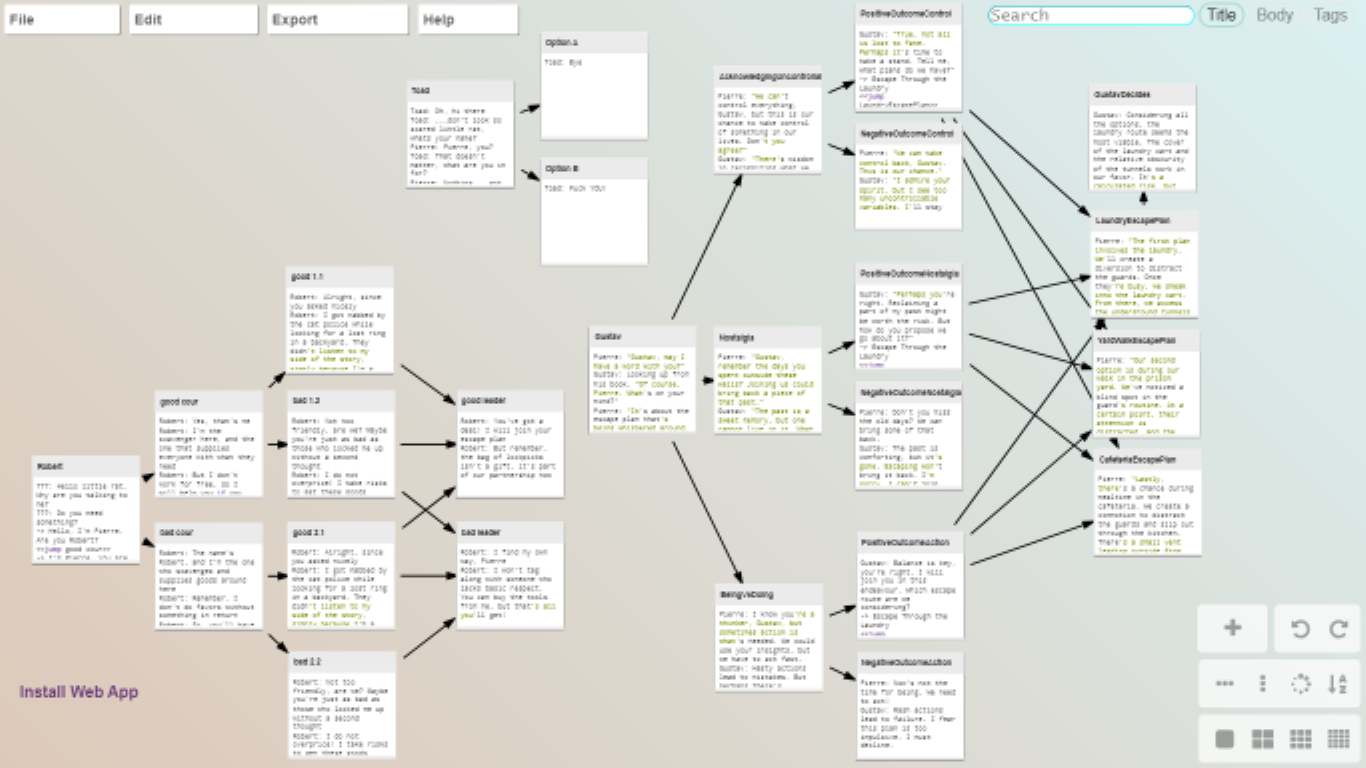 File
Edit
Export
Help
Search
Title
Body
Tags
Toad
Toad: Oh, hi there
Toad: ...don't look so
scared little rat,
whats your name?
Pierre: Pierre, you?
Toad: That doesn't
matter, what are you in
for?
Option A
Toad: Bye
Option B
Toad: Fuck YOU!
Robert
???: Hello little rat.
Why are you talking to
me?
???: Do you need
something?
-> Hello, I'm Pierre.
Are you Robert?
<<jump good cour>>
good cour
Robert: Yes, that's me
Robert: I'm the
scavenger here, and the
one that supplies
everyone with what they
need
Robert: But I don't
work for free, so I
bad cour
Robert: The name's
Robert, and I'm the one
who scavenges and
supplies goods around
here
Robert: Remember, I
don't do favors without
something in return
good 1.1
Robert: Alright, since
you asked nicely
Robert: I got nabbed by
the cat police while
looking for a lost ring
in a backyard. They
didn't listen to my
side of the story,
bad 1.2
Robert: Not too
friendly, are we? Maybe
you're just as bad as
those who locked me up
without a second
thought
Robert: I do not
overprice! I take risks
to get these goods
good 2.1
Robert: Alright, since
you asked nicely
Robert: I got nabbed by
the cat police while
looking for a lost ring
in a backyard. They
didn't listen to my
side of the story,
bad 2.2
Robert: Not too
friendly, are we? Maybe
you're just as bad as
those who locked me up
without a second
thought
Robert: I do not
overprice! I take risks
to get these goods
good leader
Robert: You've got a
deal! I will join your
escape plan
Robert: But remember,
the bag of lockpicks
isn't a gift, it's part
of our partnership now
bad leader
Robert: I find my own
way, Pierre
Robert: I won't tag
along with someone who
lacks basic respect.
You can buy the tools
from me, but that's all
you'll get!
Gustav
Pierre: "Gustav, may I
have a word with you?"
Gustav: Looking up from
his book, "Of course,
Pierre. What's on your
mind?"
Pierre: "It's about the
escape plan that's
being whispered around
Pierre: "We can't
control everything,
Gustav, but this is our
chance to take control
of something in our
lives. Don't you
agree?"
Gustav: "There's wisdom
Nostalgia
Pierre: "Gustav,
remember the days you
spent outside these
walls? Joining us could
bring back a piece of
that past."
Gustav: "The past is a
sweet memory, but one
BeingVsDoing
Pierre: I know you're a
thinker, Gustav, but
sometimes action is
what's needed. We could
use your insights, but
we have to act fast.
Gustav: Hasty actions
lead to mistakes. But
perhaps there's
PositiveOutcomeControl
Gustav: "True, not all
is lost to fate.
Perhaps it's time to
make a stand. Tell me,
what plans do we have?"
-> Escape Through the
Laundry
<<jump
LaundryEscapePlan>>
NegativeOutcomeControl
Pierre: "We can take
control back, Gustav.
This is our chance."
Gustav: "I admire your
spirit, but I see too
many uncontrollable
variables. I'll stay
PositiveOutcomeNostalgia
Gustav: "Perhaps you're
right. Reclaiming a
part of my past might
be worth the risk. But
how do you propose we
go about it?"
-> Escape Through the
Laundry
<<jump
NegativeOutcomeNostalgia
Pierre: Don't you miss
the old days? We can
bring some of that
back.
Gustav: The past is
comforting, but it's
gone. Escaping won't
bring it back. I'm
PositiveOutcomeAction
Gustav: Balance is key,
you're right. I will
join you in this
endeavour. Which escape
route are we
considering?
-> Escape Through the
Laundry
<<jump
NegativeOutcomeAction
Pierre: Now's not the
time for being. We need
to act!
Gustav: Rash actions
lead to failure. I fear
this plan is too
impulsive. I must
decline.
GustavDecides
Gustav: Considering all
the options, the
laundry route seems the
most viable. The cover
of the laundry cart and
the relative obscurity
of the tunnels work in
our favor. It's a
calculated risk, but
LaundryEscapePlan
Pierre: "The first plan
involves the laundry.
We'll create a
diversion to distract
the guards. Once
they're busy, we sneak
into the laundry cart.
From there, we access
the underground tunnels
YardWalkEscapePlan
Pierre: "Our second
option is during our
walk in the prison
yard. We've noticed a
blind spot in the
guard's routine. At a
certain point, their
attention is
distracted, and the
CafeteriaEscapePlan
Pierre: "Lastly,
there's a chance during
mealtime in the
cafeteria. We create a
commotion to distract
the guards and slip out
through the kitchen.
There's a small vent
leading outside from
Install Web App